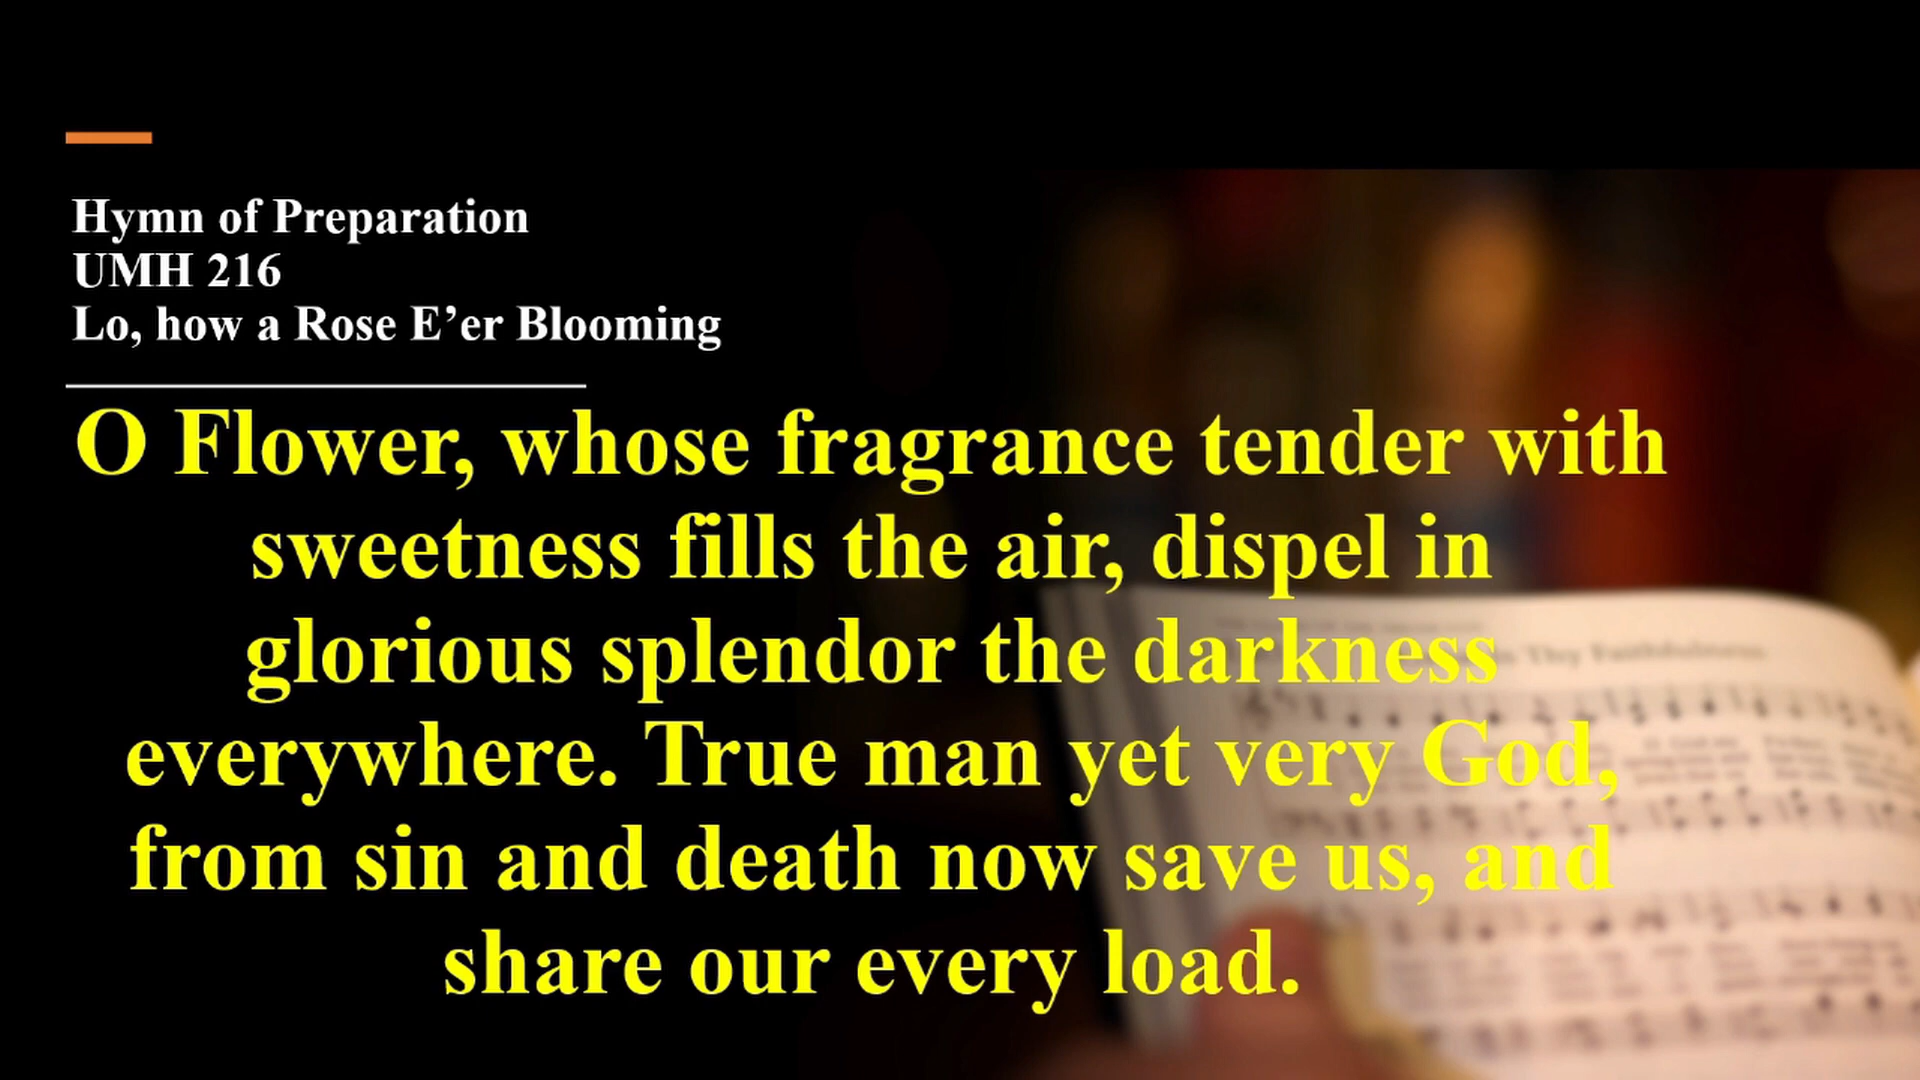 Hymn of Preparation
UMH 216
Lo, how a Rose E’er Blooming
O Flower, whose fragrance tender with
sweetness fills the air, dispel in
glorious splendor the darkness
everywhere. True man yet very God,
from sin and death now save us, and
share our every load.
Thy Faithfulness